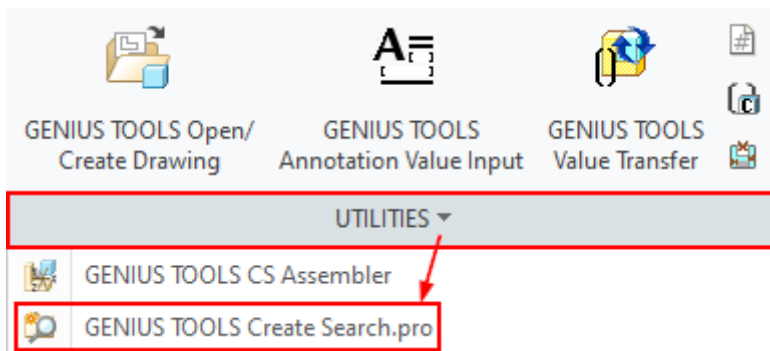 GENIUS TOOLS Open/
Create Drawing
GENIUS TOOLS
Annotation Value Input
GENIUS TOOLS
Value Transfer
UTILITIES
GENIUS TOOLS CS Assembler
GENIUS TOOLS Create Search.pro